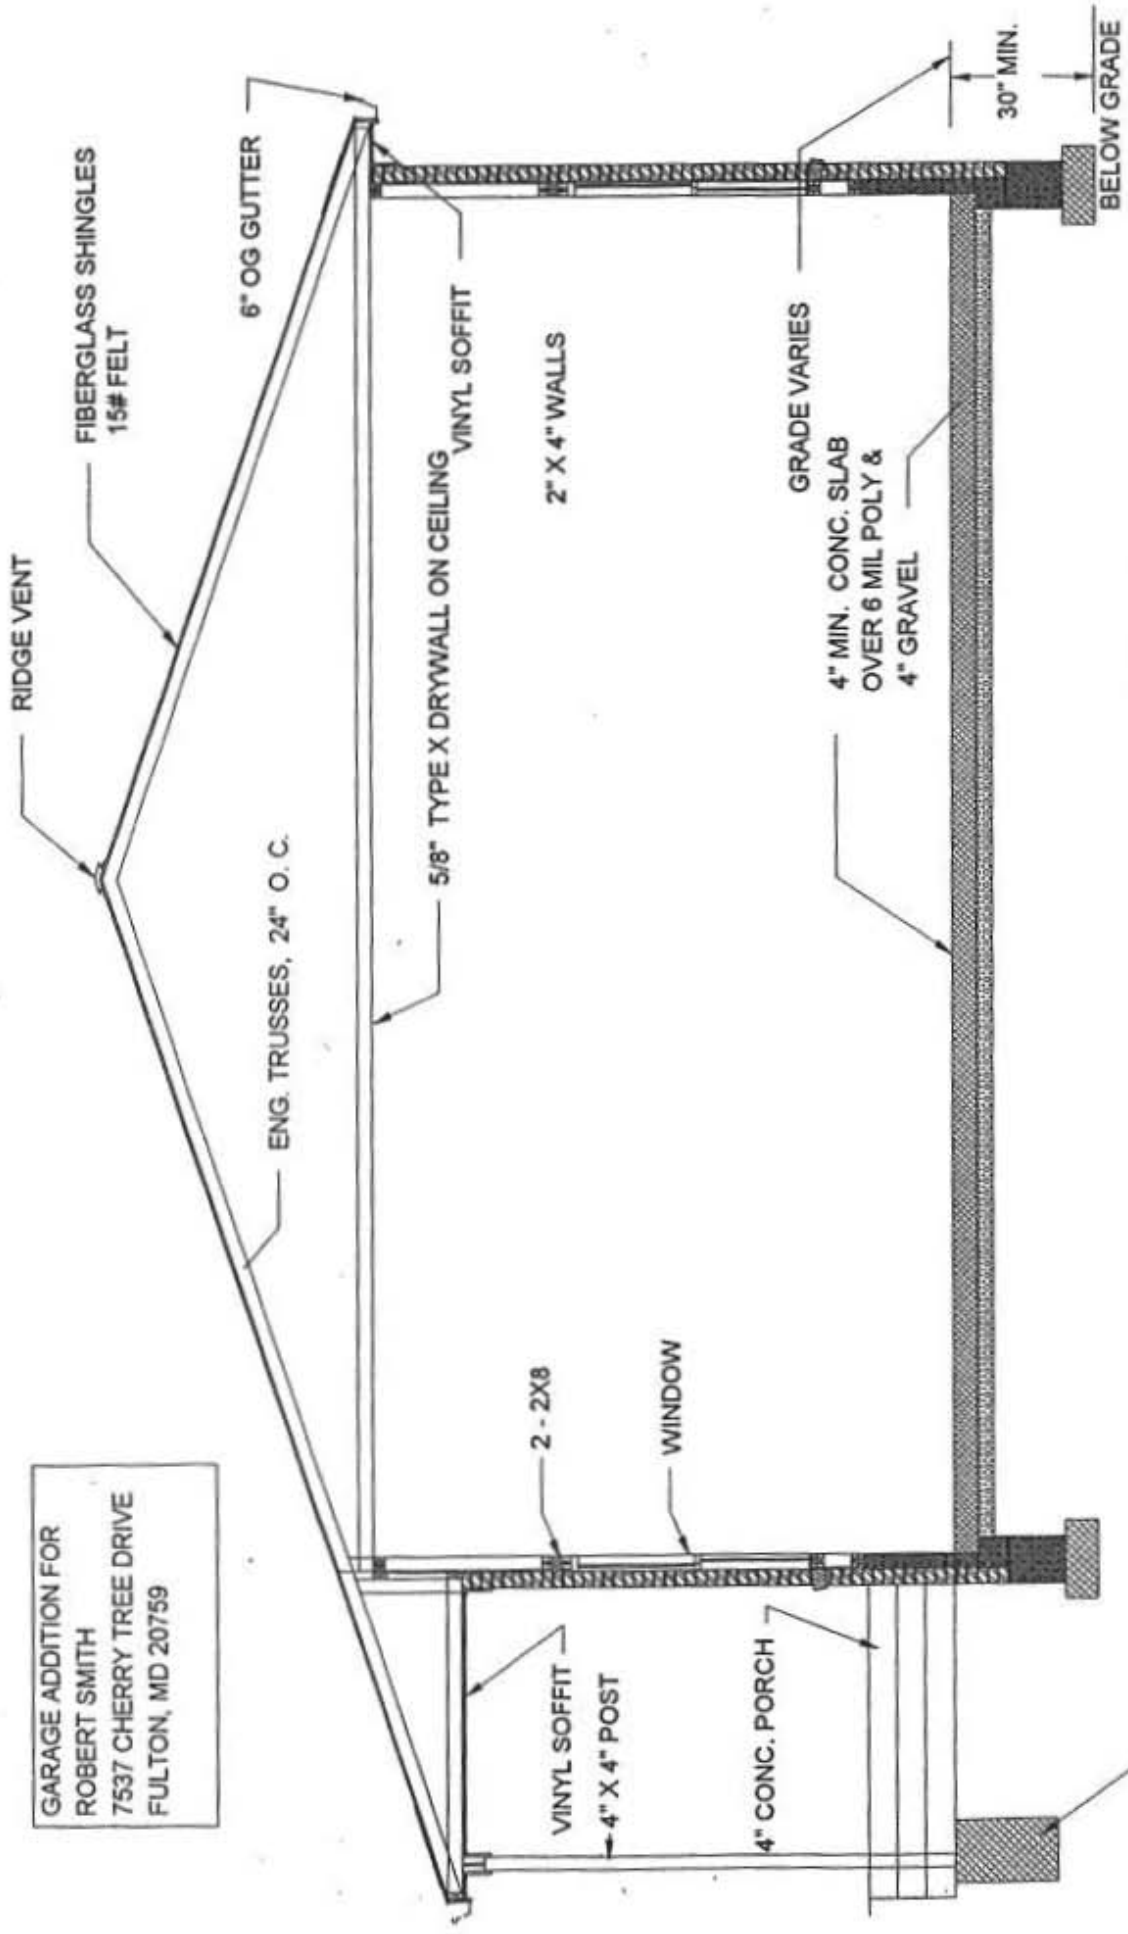 GARAGE ADDITION FOR
ROBERT SMITH
7537 CHERRY TREE DRIVE
FULTON, MD 20759
RIDGE VENT
FIBERGLASS SHINGLES
15# FELT
6" OG GUTTER
ENG. TRUSSES, 24" O. C.
5/8" TYPE X DRYWALL ON CEILING
VINYL SOFFIT
2 - 2X8
2" X 4" WALLS
VINYL SOFFIT
4" X 4" POST
WINDOW
4" CONC. PORCH
GRADE VARIES
4" MIN. CONC. SLAB
OVER 6 MIL POLY &
4" GRAVEL
30" MIN.
BELOW GRADE